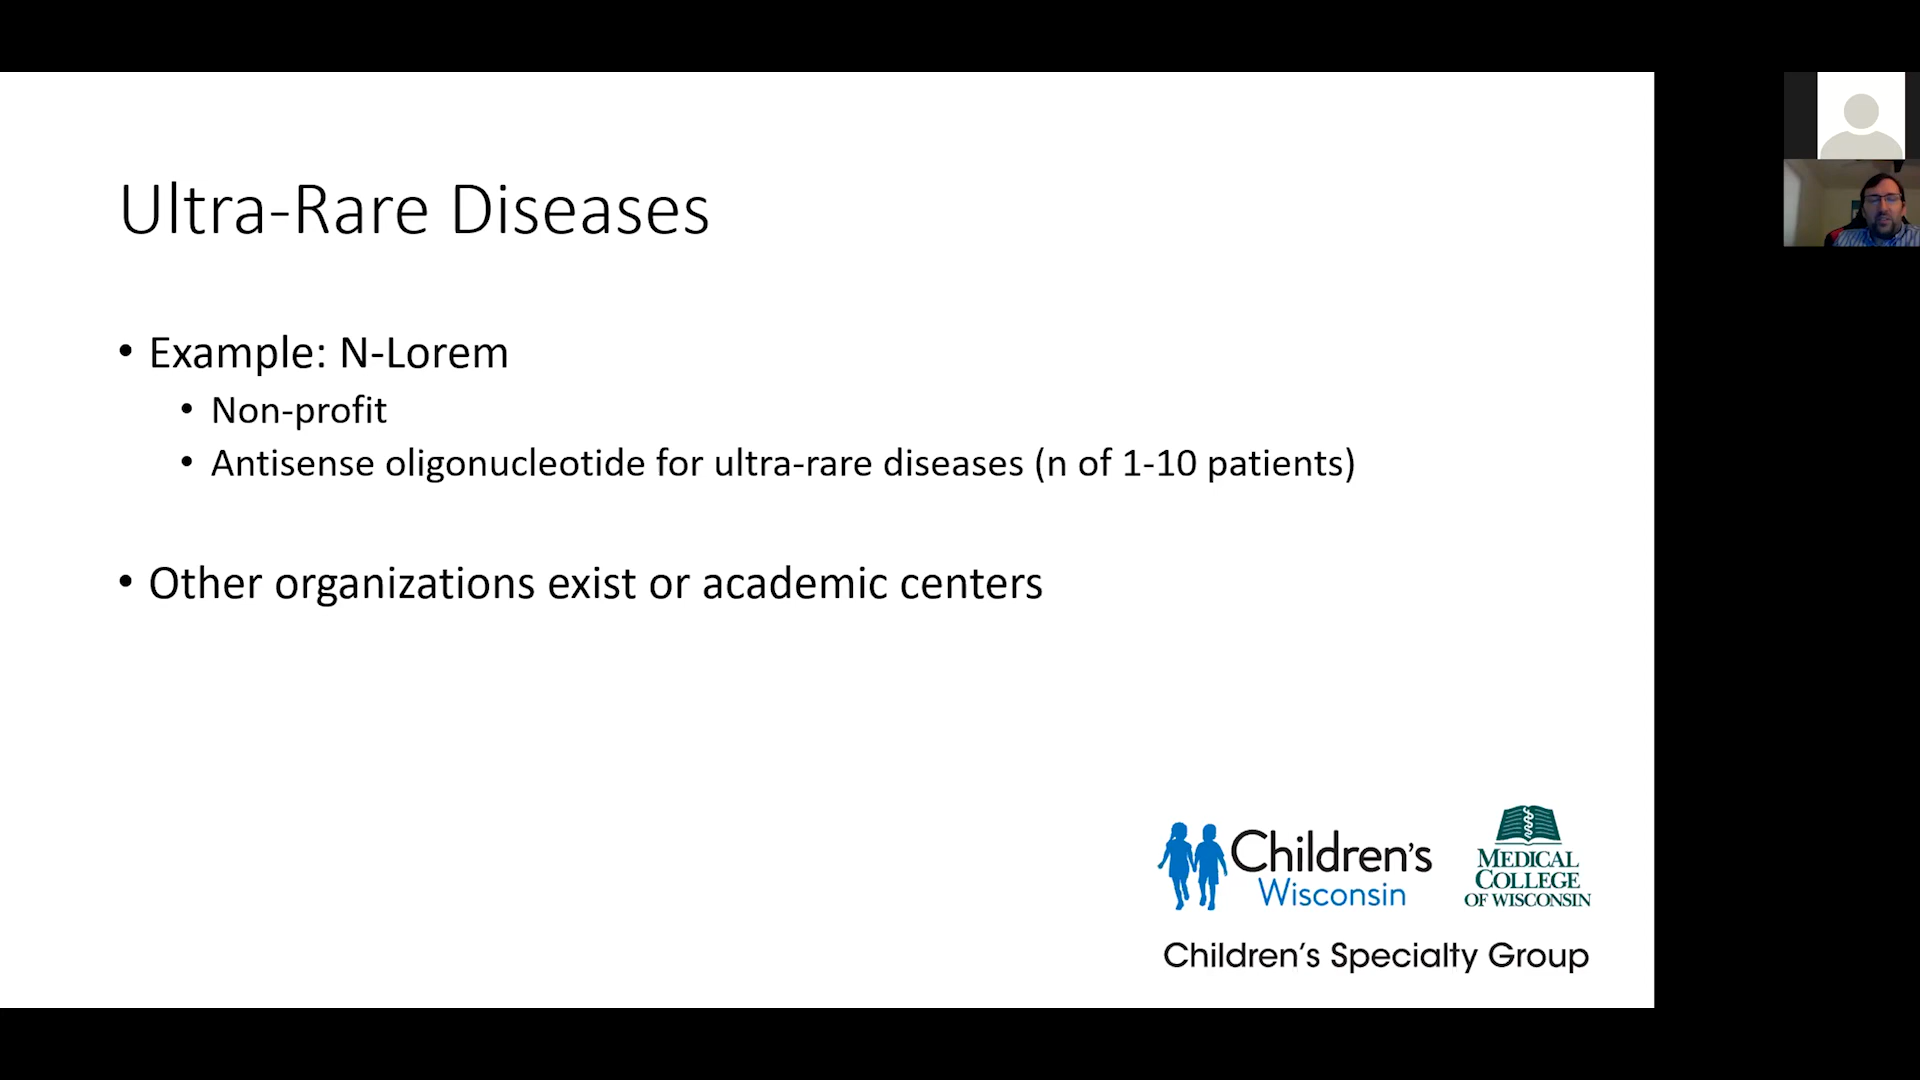 Ultra-Rare Diseases
• Example: N-Lorem
• Non-profit
• Antisense oligonucleotide for ultra-rare diseases (n of 1-10 patients)
• Other organizations exist or academic centers
Children's
Wisconsin
MEDICAL
COLLEGE
OF WISCONSIN
Children's Specialty Group